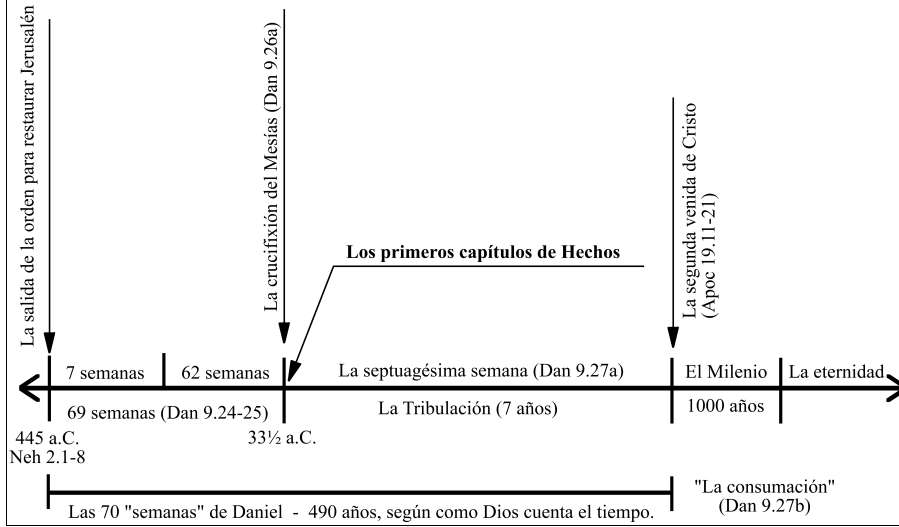 La salida de la orden para restaurar Jerusalén
La crucifixión del Mesías (Dan 9.26a)
La segunda venida de Cristo
(Apoc 19.11-21)
Los primeros capítulos de Hechos
7 semanas
62 semanas
La septuagésima semana (Dan 9.27a)
El Milenio
La eternidad
69 semanas (Dan 9.24-25)
La Tribulación (7 años)
1000 años
445 a.C.
Neh 2.1-8
33½ a.C.
"La consumación"
(Dan 9.27b)
Las 70 "semanas" de Daniel - 490 años, según como Dios cuenta el tiempo.